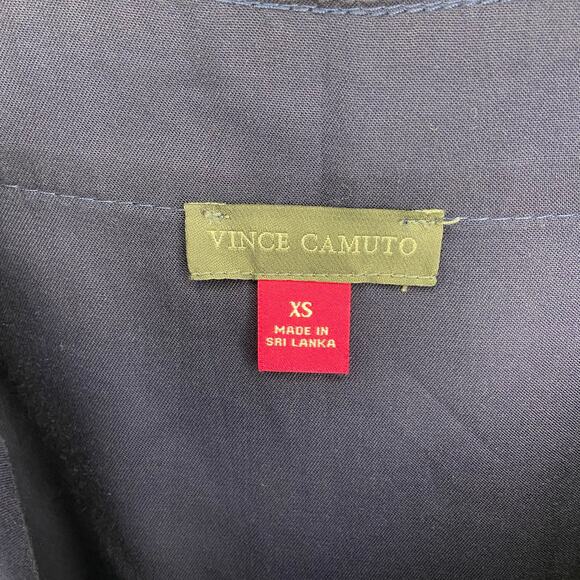 VINCE CAMUTO
XS
MADE IN
SRI LANKA